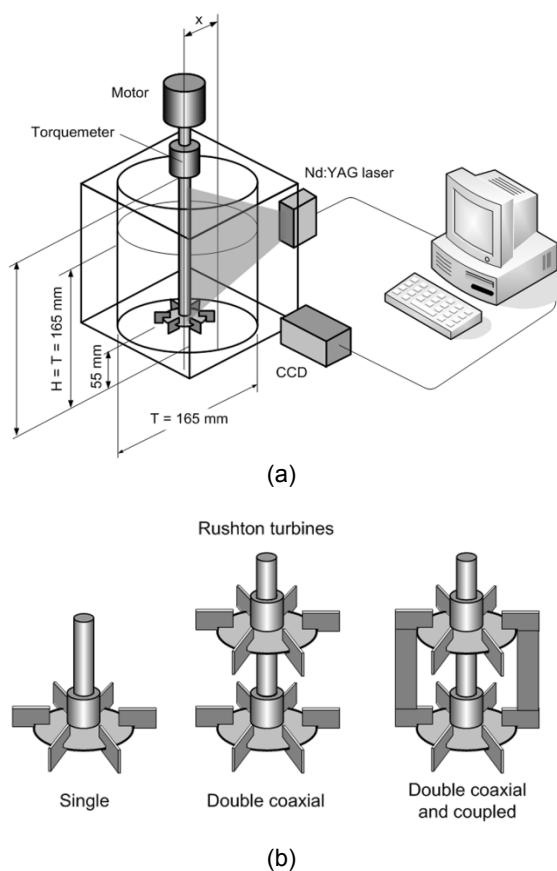 x
Motor
Torquemeter
Nd:YAG laser
H = T = 165 mm
55 mm
T = 165 mm
CCD
(a)
Rushton turbines
Single
Double coaxial
Double coaxial
and coupled
(b)